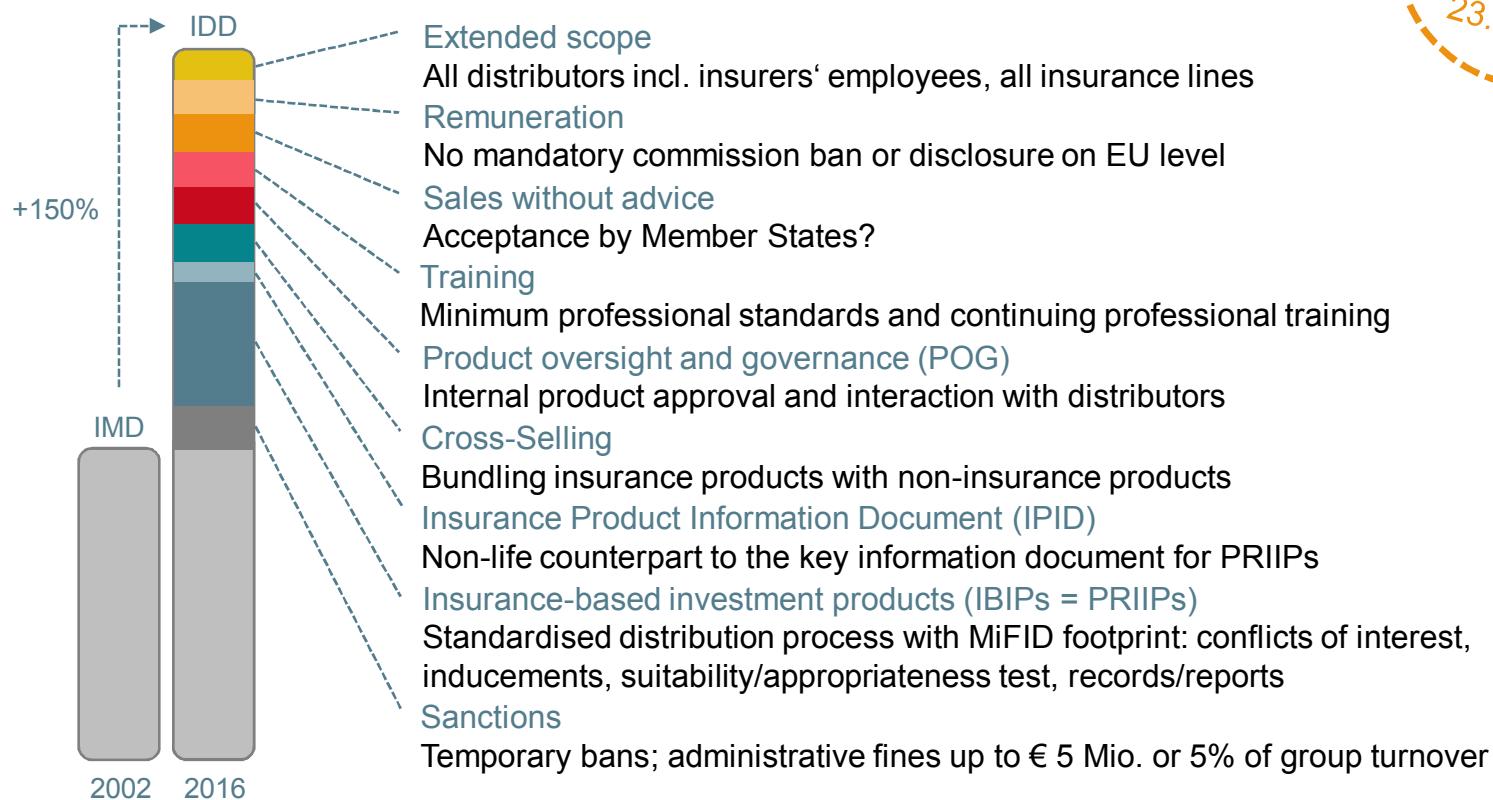 IDD
23.
Extended scope
All distributors incl. insurers‘ employees, all insurance lines
Remuneration
No mandatory commission ban or disclosure on EU level
Sales without advice
+150%
Acceptance by Member States?
Training
Minimum professional standards and continuing professional training
Product oversight and governance (POG)
Internal product approval and interaction with distributors
IMD
Cross-Selling
Bundling insurance products with non-insurance products
Insurance Product Information Document (IPID)
Non-life counterpart to the key information document for PRIIPs
Insurance-based investment products (IBIPs = PRIIPs)
Standardised distribution process with MiFID footprint: conflicts of interest,
inducements, suitability/appropriateness test, records/reports
Sanctions
Temporary bans; administrative fines up to € 5 Mio. or 5% of group turnover
2002 2016